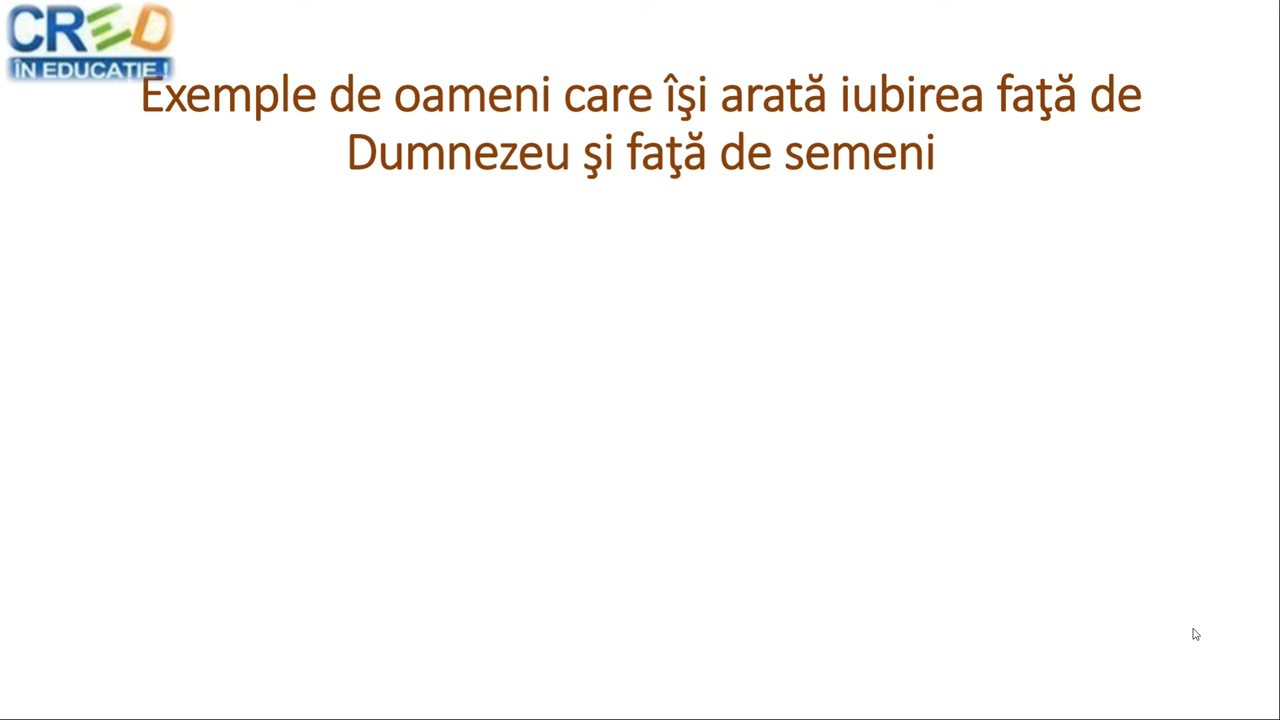 CRED
ÎN EDUCAȚIE !
Exemple de oameni care îşi arată iubirea faţă de
Dumnezeu şi faţă de semeni